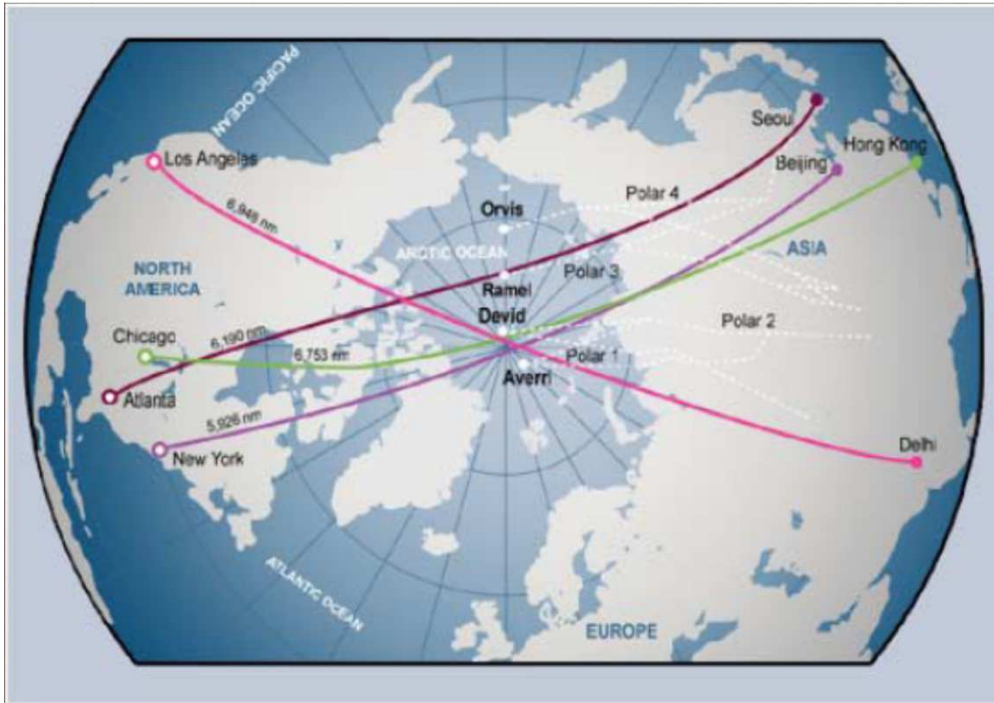 PACIFIC OCEAN
Los Angeles
Seoul
Hong Kong
Beijing
Polar 4
6,948 nm
Orvis
ARCTIC OCEAN
ASIA
NORTH
AMERICA
Polar 3
Ramel
Devid
Polar 2
Chicago
6,190 nm
6,753 nm
Polar 1
Averri
Atlanta
5,926 nm
New York
Delhi
ATLANTIC OCEAN
EUROPE